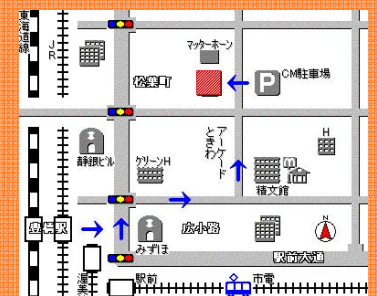 東海道線
JR
マッターホーン
松葉町
P
CM駐車場
静銀ビル
グリーンH
アーケード
ときわ
H
精文館
豊橋駅
みずほ
広小路
N
駅前大通
渥美
駅前
市電